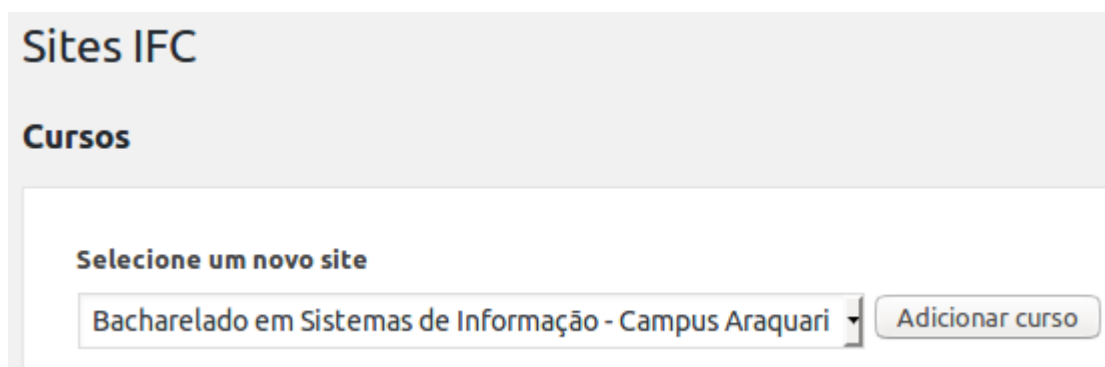 Sites IFC
Cursos
Selecione um novo site
Bacharelado em Sistemas de Informação - Campus Araquari
Adicionar curso